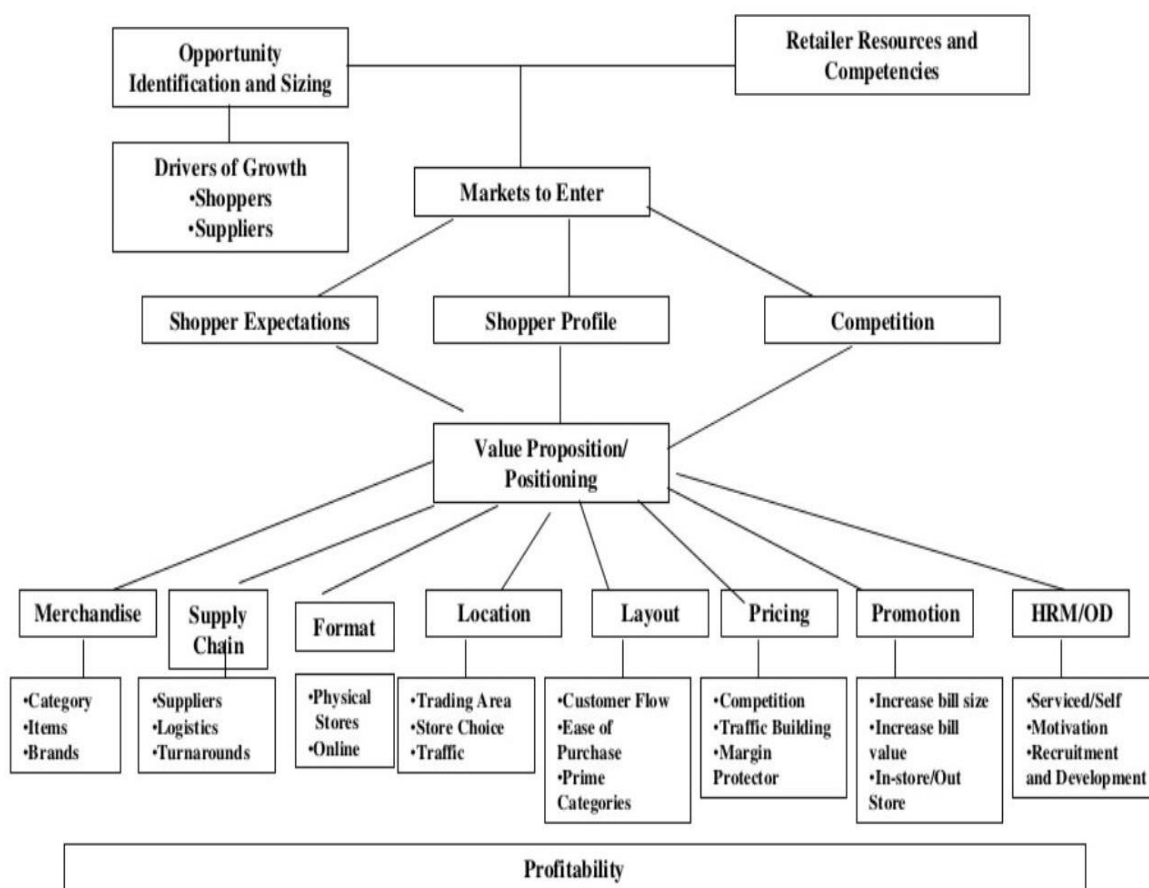 Opportunity
Identification and Sizing
Retailer Resources and
Competencies
Drivers of Growth
•Shoppers
•Suppliers
Markets to Enter
Shopper Expectations
Shopper Profile
Competition
Value Proposition/
Positioning
Merchandise
Supply
Chain
Format
Location
Layout
Pricing
Promotion
HRM/OD
•Category
•Items
•Brands
•Suppliers
•Logistics
•Turnarounds
•Physical
Stores
•Online
•Trading Area
•Store Choice
•Traffic
•Customer Flow
•Ease of
Purchase
•Prime
Categories
•Competition
•Traffic Building
•Margin
Protector
•Increase bill size
•Increase bill
value
•In-store/Out
Store
•Serviced/Self
•Motivation
•Recruitment
and Development
Profitability